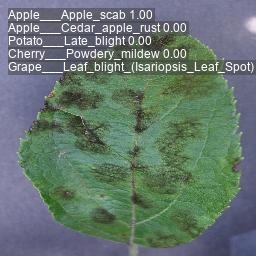 Apple___Apple_scab 1.00
Apple___Cedar_apple_rust 0.00
Potato___Late_blight 0.00
Cherry___Powdery_mildew 0.00
Grape___Leaf_blight_(Isariopsis_Leaf_Spot)